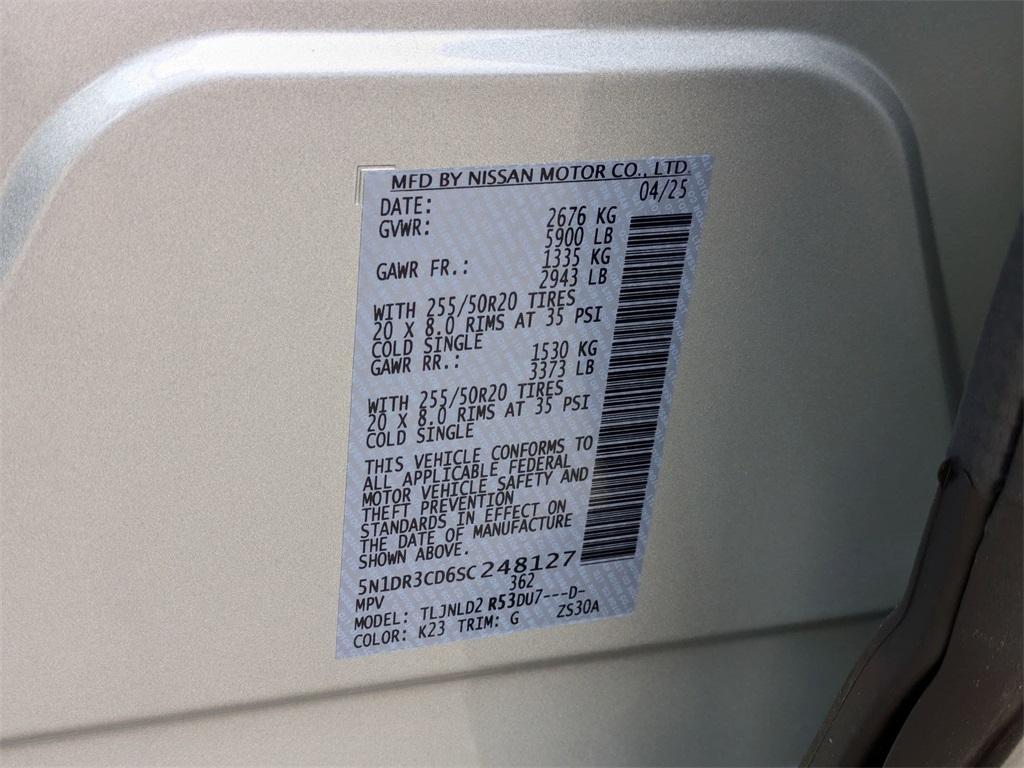 MFD BY NISSAN MOTOR CO., LTD.
DATE: 04/25
GVWR: 2676 KG
5900 LB
GAWR FR.: 1335 KG
2943 LB
WITH 255/50R20 TIRES
20 X 8.0 RIMS AT 35 PSI
COLD SINGLE
GAWR RR.: 1530 KG
3373 LB
WITH 255/50R20 TIRES
20 X 8.0 RIMS AT 35 PSI
COLD SINGLE
THIS VEHICLE CONFORMS TO
ALL APPLICABLE FEDERAL
MOTOR VEHICLE SAFETY AND
THEFT PREVENTION
STANDARDS IN EFFECT ON
THE DATE OF MANUFACTURE
SHOWN ABOVE.
5N1DR3CD6SC248127
MPV 362
MODEL: TLJNLD2 R53DU7---D-
COLOR: K23 TRIM: G ZS30A